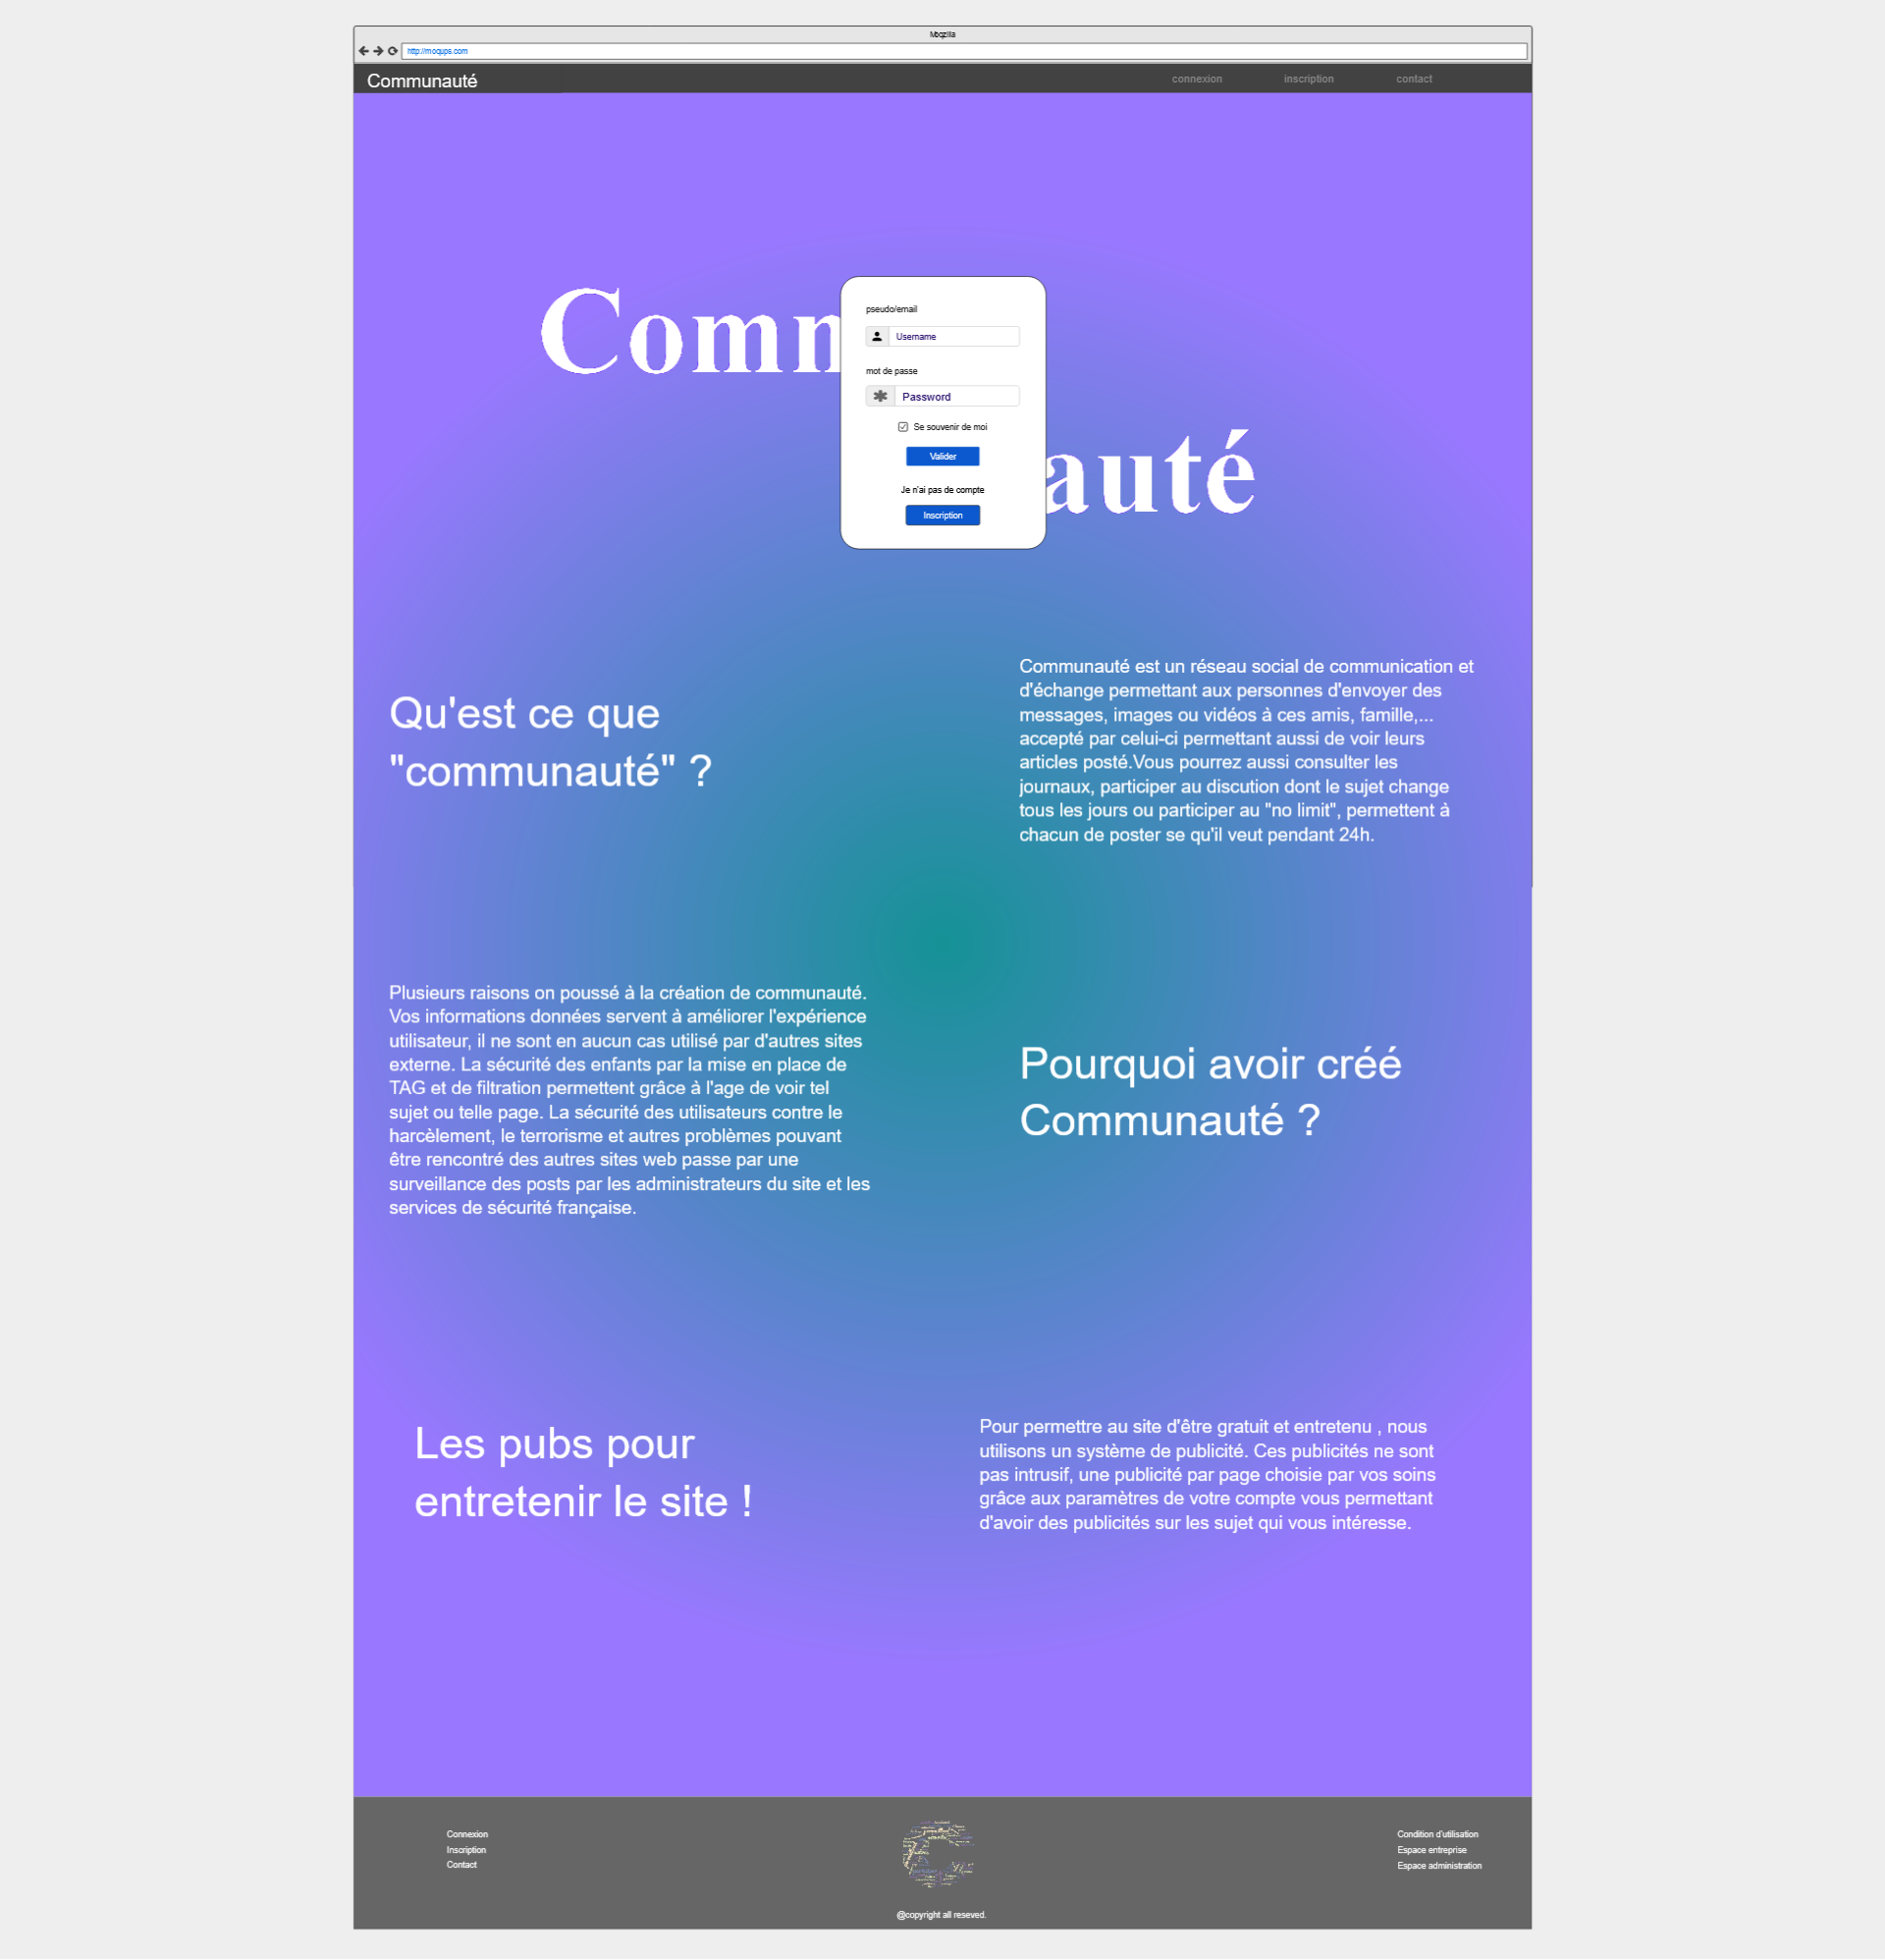 Moqzilla
http://moqups.com
Communauté
connexion
inscription
contact
Comm
auté
pseudo/email
Username
mot de passe
Password
Se souvenir de moi
Valider
Je n'ai pas de compte
Inscription
Qu'est ce que
"communauté" ?
Communauté est un réseau social de communication et
d'échange permettant aux personnes d'envoyer des
messages, images ou vidéos à ces amis, famille,...
accepté par celui-ci permettant aussi de voir leurs
articles posté.Vous pourrez aussi consulter les
journaux, participer au discution dont le sujet change
tous les jours ou participer au "no limit", permettent à
chacun de poster se qu'il veut pendant 24h.
Plusieurs raisons on poussé à la création de communauté.
Vos informations données servent à améliorer l'expérience
utilisateur, il ne sont en aucun cas utilisé par d'autres sites
externe. La sécurité des enfants par la mise en place de
TAG et de filtration permettent grâce à l'age de voir tel
sujet ou telle page. La sécurité des utilisateurs contre le
harcèlement, le terrorisme et autres problèmes pouvant
être rencontré des autres sites web passe par une
surveillance des posts par les administrateurs du site et les
services de sécurité française.
Pourquoi avoir créé
Communauté ?
Les pubs pour
entretenir le site !
Pour permettre au site d'être gratuit et entretenu , nous
utilisons un système de publicité. Ces publicités ne sont
pas intrusif, une publicité par page choisie par vos soins
grâce aux paramètres de votre compte vous permettant
d'avoir des publicités sur les sujet qui vous intéresse.
Connexion
Inscription
Contact
Condition d'utilisation
Espace entreprise
Espace administration
@copyright all reseved.